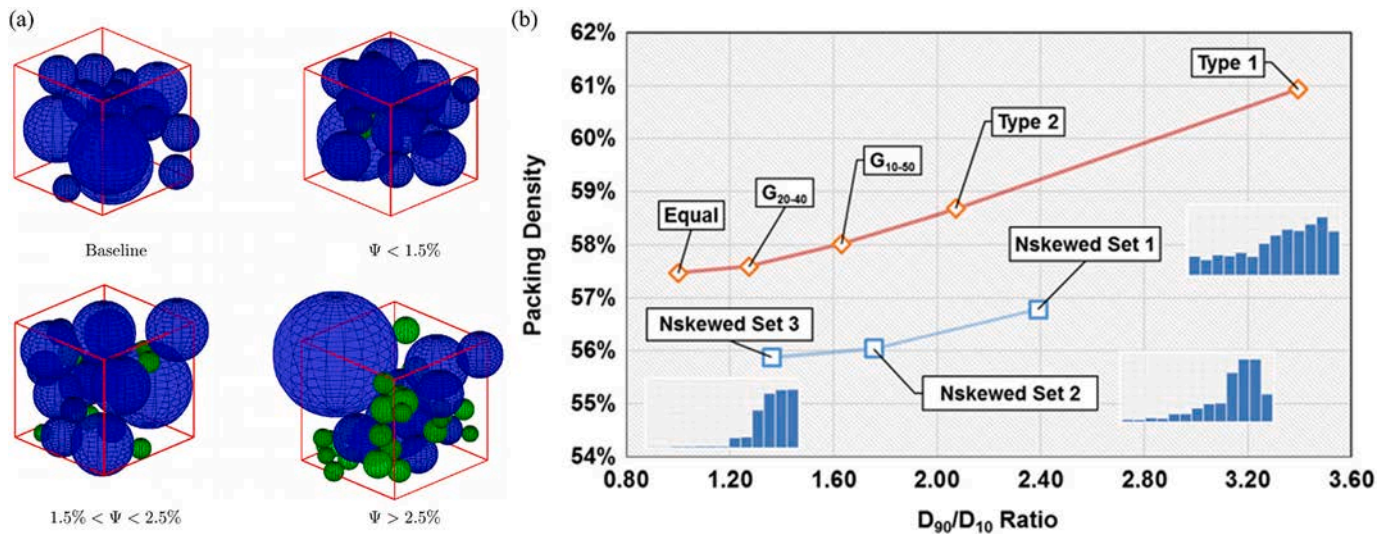 (a)
Baseline
Ψ < 1.5%
1.5% < Ψ < 2.5%
Ψ > 2.5%
(b)
Packing Density
62%
61%
60%
59%
58%
57%
56%
55%
54%
Equal
G20-40
G10-50
Type 2
Type 1
Nskewed Set 3
Nskewed Set 2
Nskewed Set 1
0.80 1.20 1.60 2.00 2.40 2.80 3.20 3.60
D90/D10 Ratio